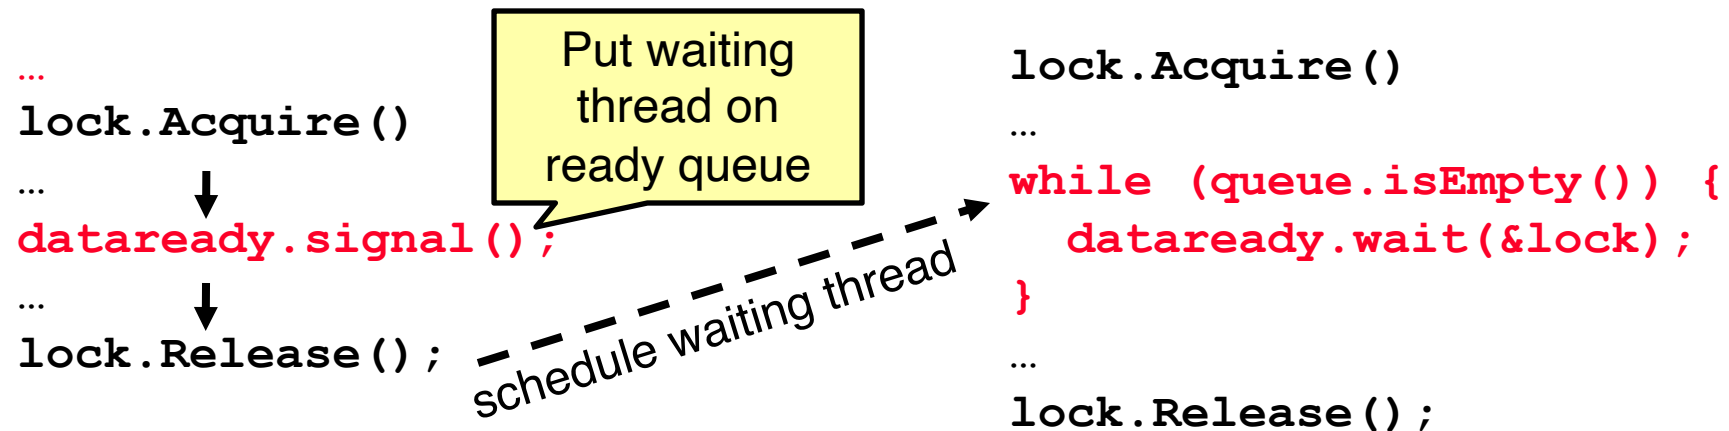 …
lock.Acquire()
…
dataready.signal();
…
lock.Release();
Put waiting
thread on
ready queue
schedule waiting thread
lock.Acquire()
…
while (queue.isEmpty()) {
dataready.wait(&lock);
}
…
lock.Release();